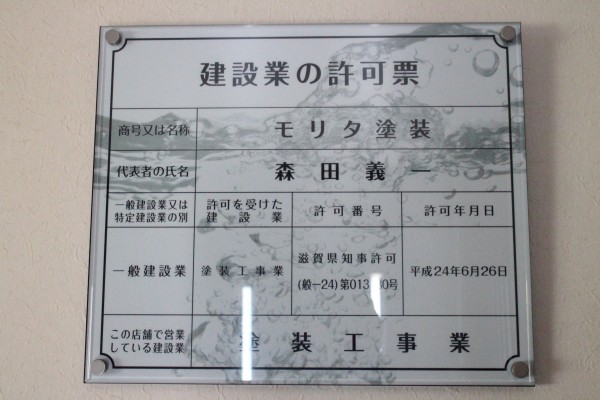 建設業の許可票
商号又は名称 モリタ塗装
代表者の氏名 森田義一
一般建設業又は
特定建設業の別
許可を受けた
建設業
許可番号
許可年月日
一般建設業
塗装工事業
滋賀県知事許可
(般-24)第013 80号
平成24年6月26日
この店舗で営業
している建設業
塗装工事業